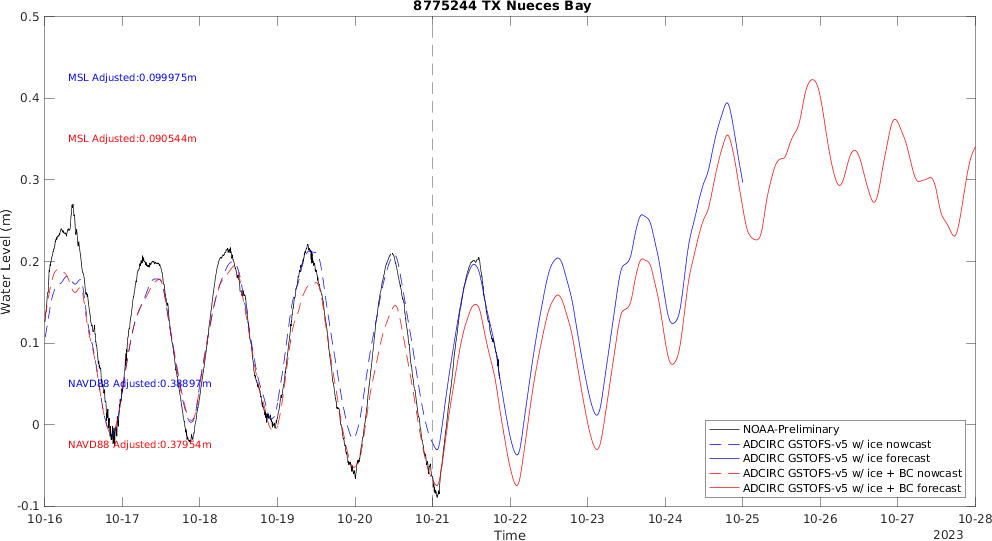 8775244 TX Nueces Bay
0.5
MSL Adjusted:0.099975m
0.4
MSL Adjusted:0.090544m
0.3
Water Level (m)
0.2
0.1
NAVD88 Adjusted:0.38897m
0
NAVD88 Adjusted:0.37954m
NOAA-Preliminary
ADCIRC GSTOFS-v5 w/ ice nowcast
ADCIRC GSTOFS-v5 w/ ice forecast
ADCIRC GSTOFS-v5 w/ ice + BC nowcast
ADCIRC GSTOFS-v5 w/ ice + BC forecast
-0.1
10-16 10-17 10-18 10-19 10-20 10-21 10-22 10-23 10-24 10-25 10-26 10-27 10-28
Time
2023